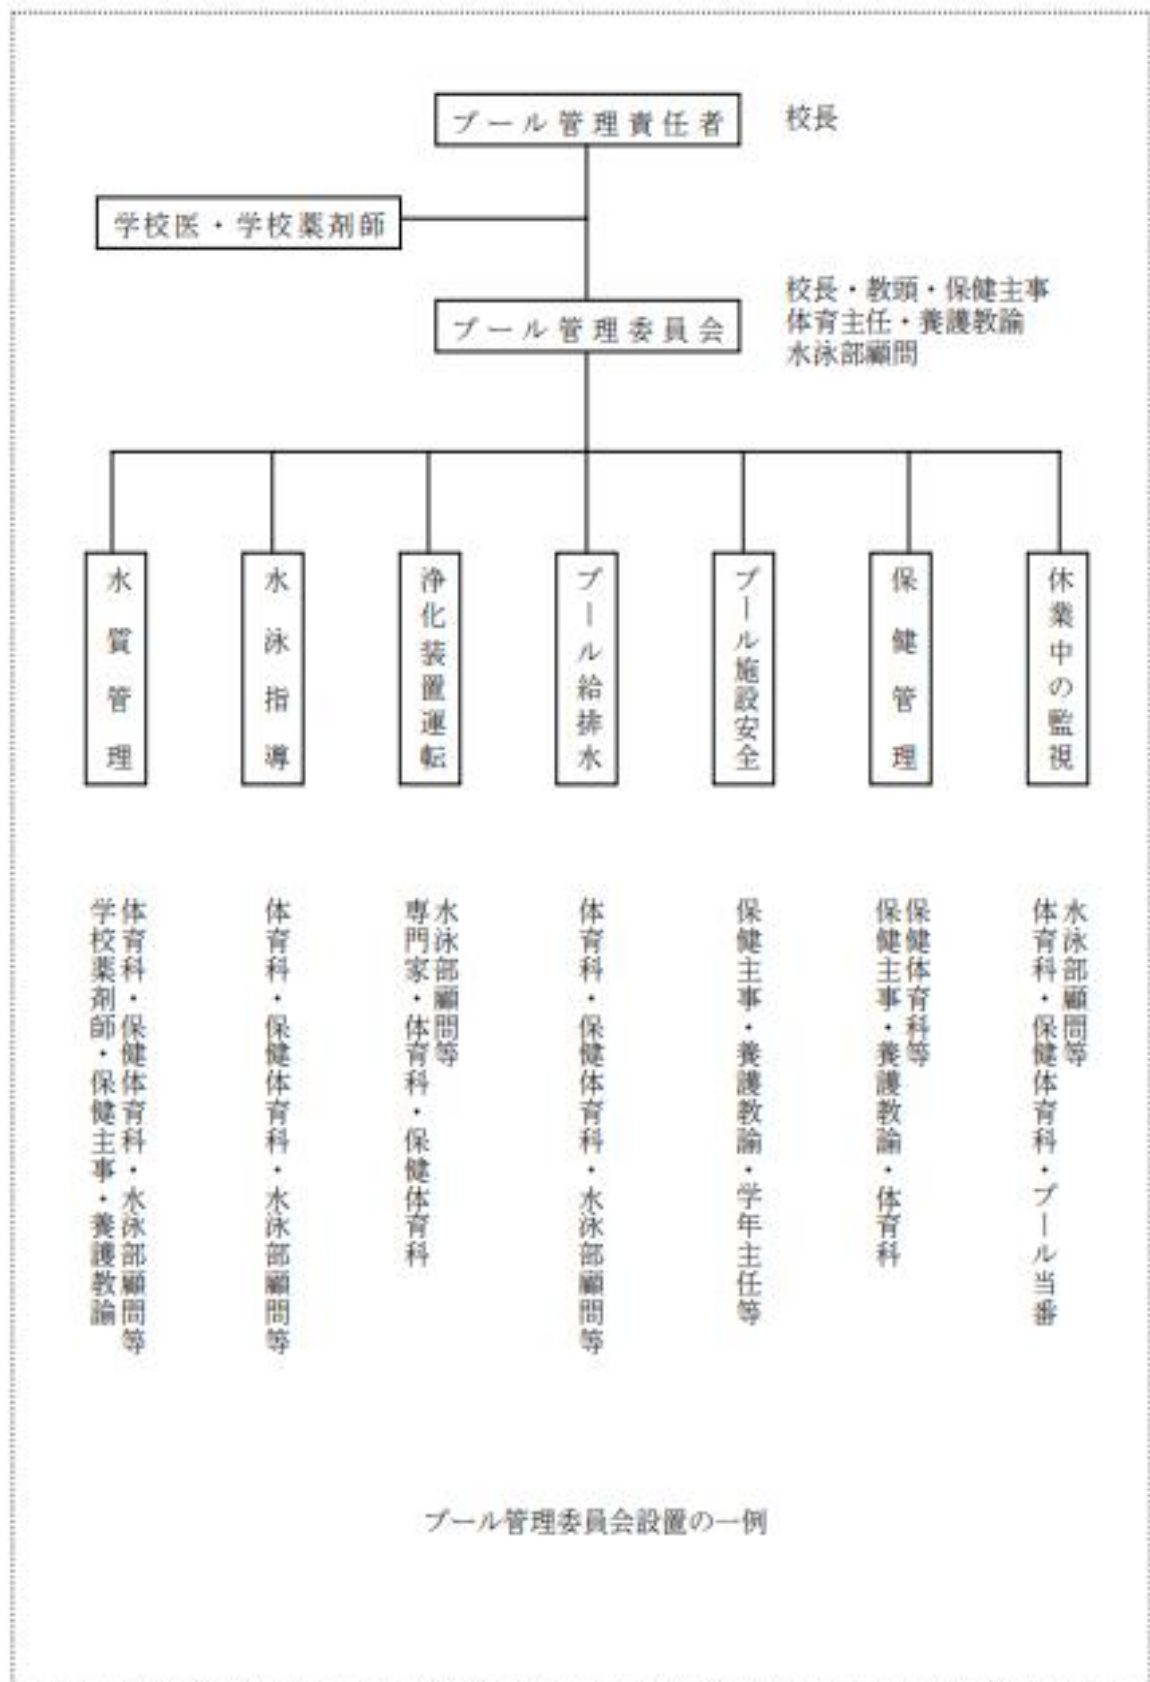 プール管理責任者
校長
学校医・学校薬剤師
プール管理委員会
校長・教頭・保健主事
体育主任・養護教諭
水泳部顧問
水質管理
水泳指導
浄化装置運転
プール給排水
プール施設安全
保健管理
休業中の監視
学校薬剤師・保健主事・養護教諭
体育科・保健体育科・水泳部顧問等
体育科・保健体育科・水泳部顧問等
専門家・体育科・保健体育科
水泳部顧問等
体育科・保健体育科・水泳部顧問等
保健主事・養護教諭・学年主任等
保健主事・養護教諭・体育科
保健体育科等
体育科・保健体育科・プール当番
水泳部顧問等
プール管理委員会設置の一例